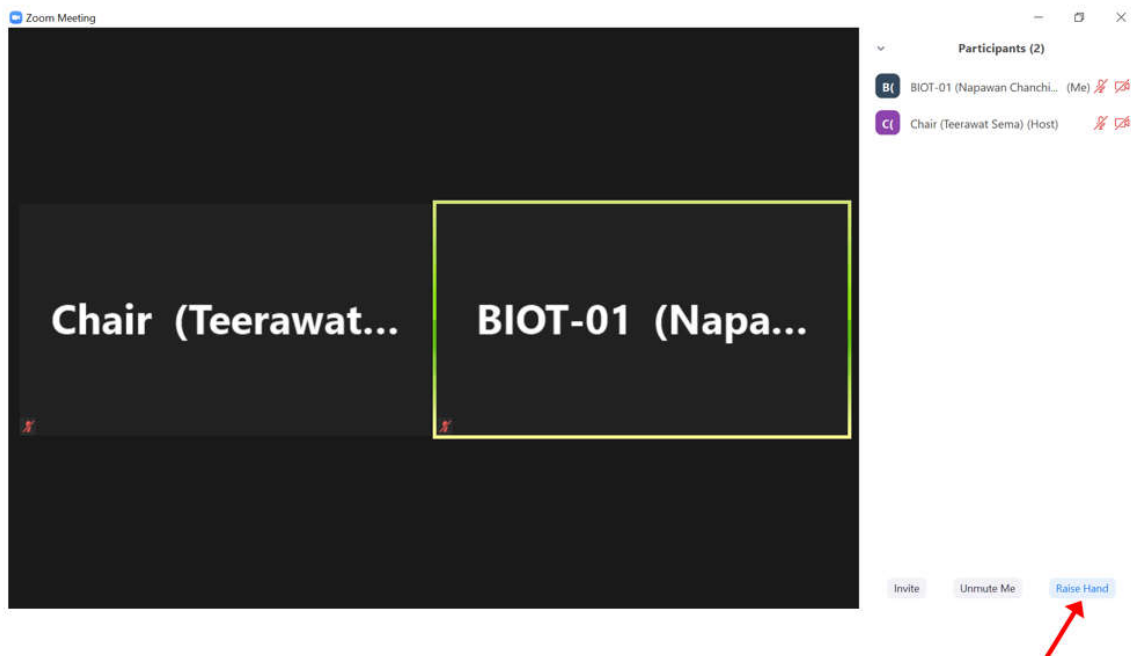 Zoom Meeting
Participants (2)
B( BIOT-01 (Napawan Chanchi... (Me)
C( Chair (Teerawat Sema) (Host)
Chair (Teerawat...
BIOT-01 (Napa...
Invite Unmute Me Raise Hand